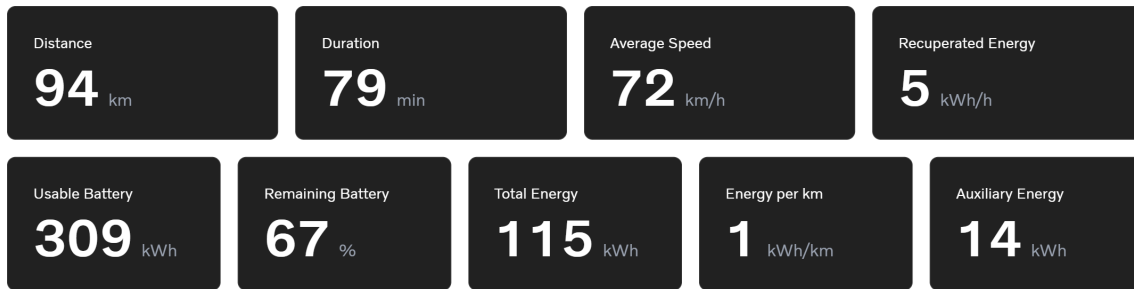 Distance
94 km
Duration
79 min
Average Speed
72 km/h
Recuperated Energy
5 kWh/h
Usable Battery
309 kWh
Remaining Battery
67 %
Total Energy
115 kWh
Energy per km
1 kWh/km
Auxiliary Energy
14 kWh